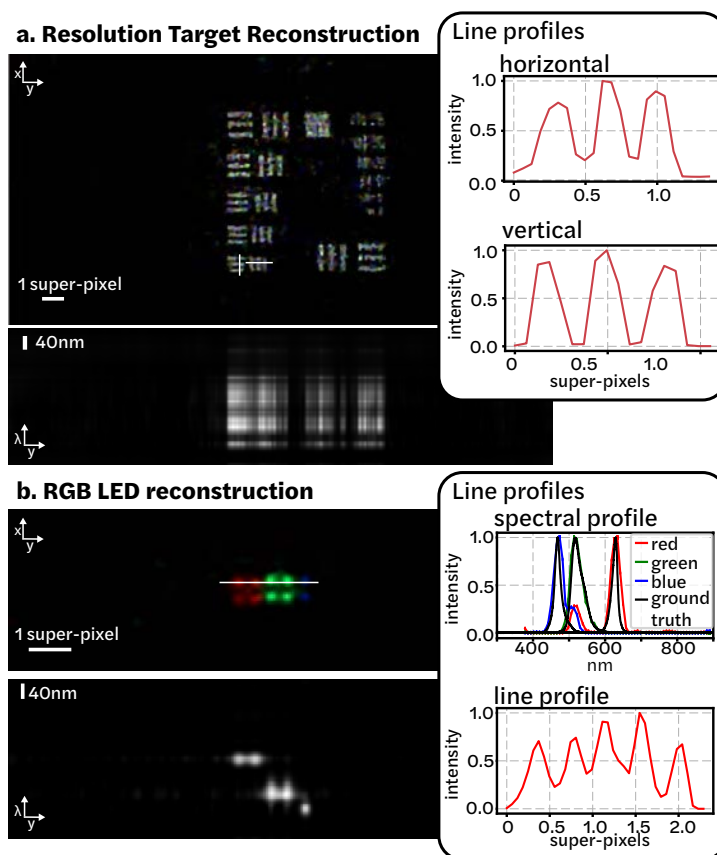 a. Resolution Target Reconstruction
x
y
1 super-pixel
40nm
λ
y
Line profiles
horizontal
intensity
1.0
0.5
0.0
0 0.5 1.0
vertical
intensity
1.0
0.5
0.0
0 0.5 1.0
super-pixels
b. RGB LED reconstruction
x
y
1 super-pixel
40nm
λ
y
Line profiles
spectral profile
intensity
1.0
0.5
0.0
red
green
blue
ground
truth
400 600 800
nm
line profile
intensity
1.0
0.5
0
0.0 0.5 1.0 1.5 2.0
super-pixels